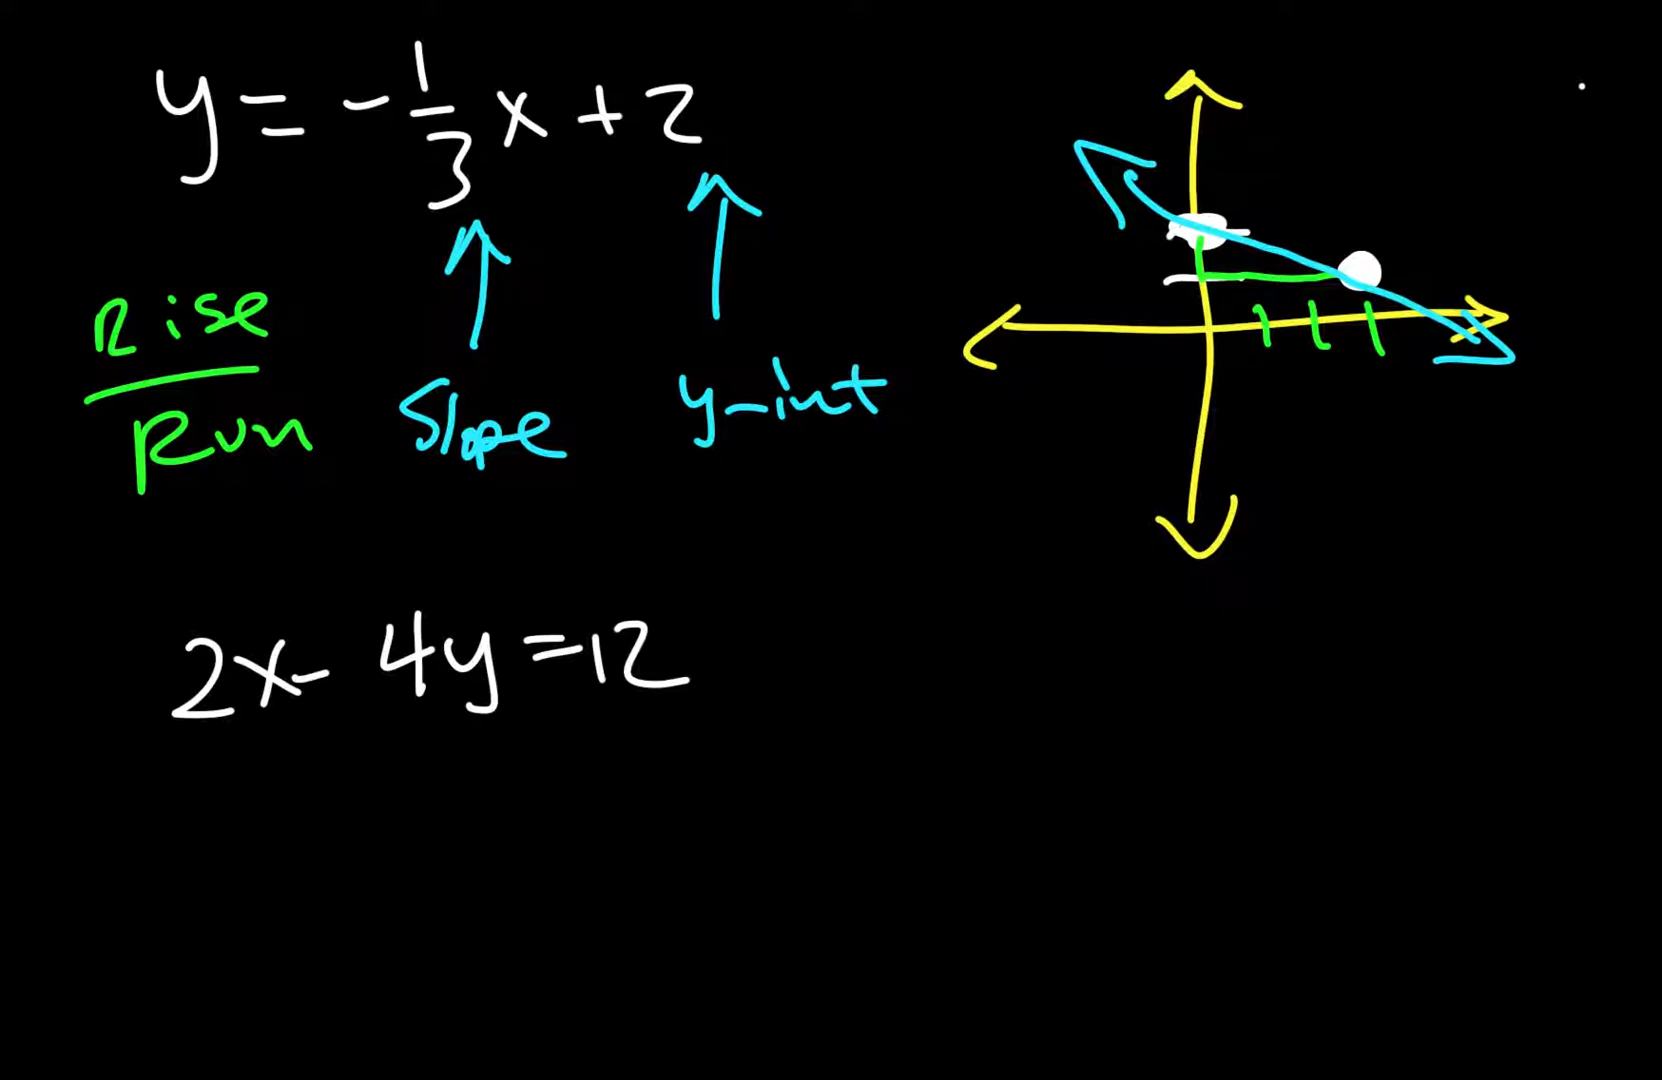 y = -1/3 x + 2
Rise
Run
Slope
y-int
2x - 4y = 12